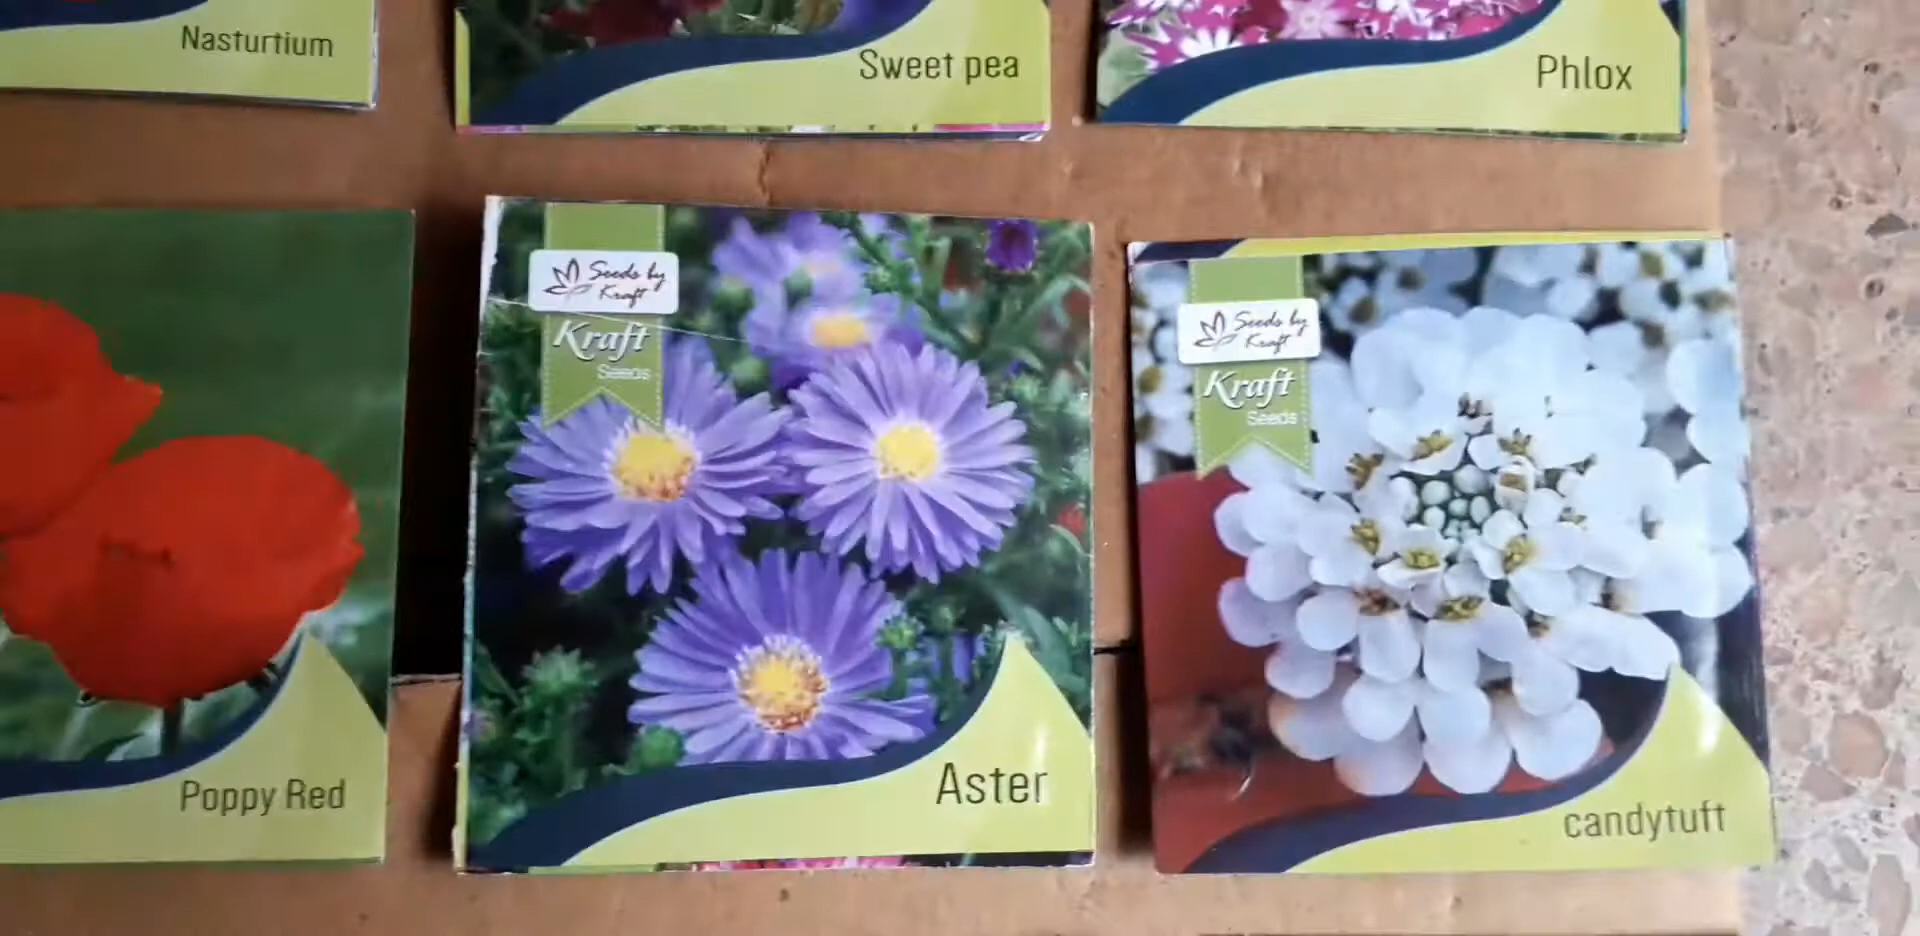 Nasturtium
Sweet pea
Phlox
Poppy Red
Seeds by
Kraft
Kraft
Seeds
Aster
Seeds by
Kraft
Kraft
Seeds
candytuft